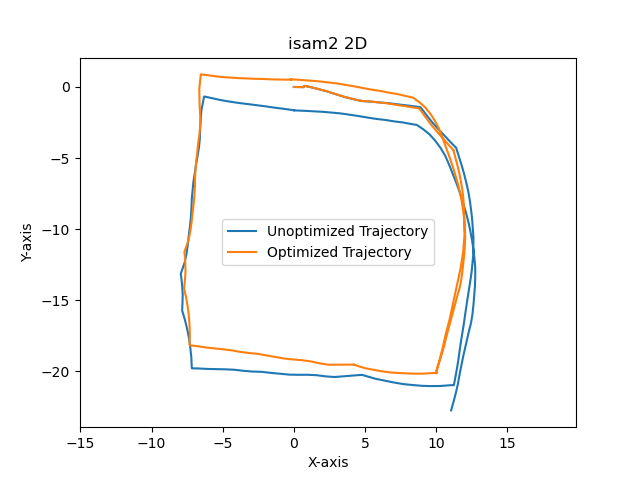 isam2 2D
0
−5
−10
−15
−20
Y-axis
Unoptimized Trajectory
Optimized Trajectory
−15
−10
−5
0
5
10
15
X-axis